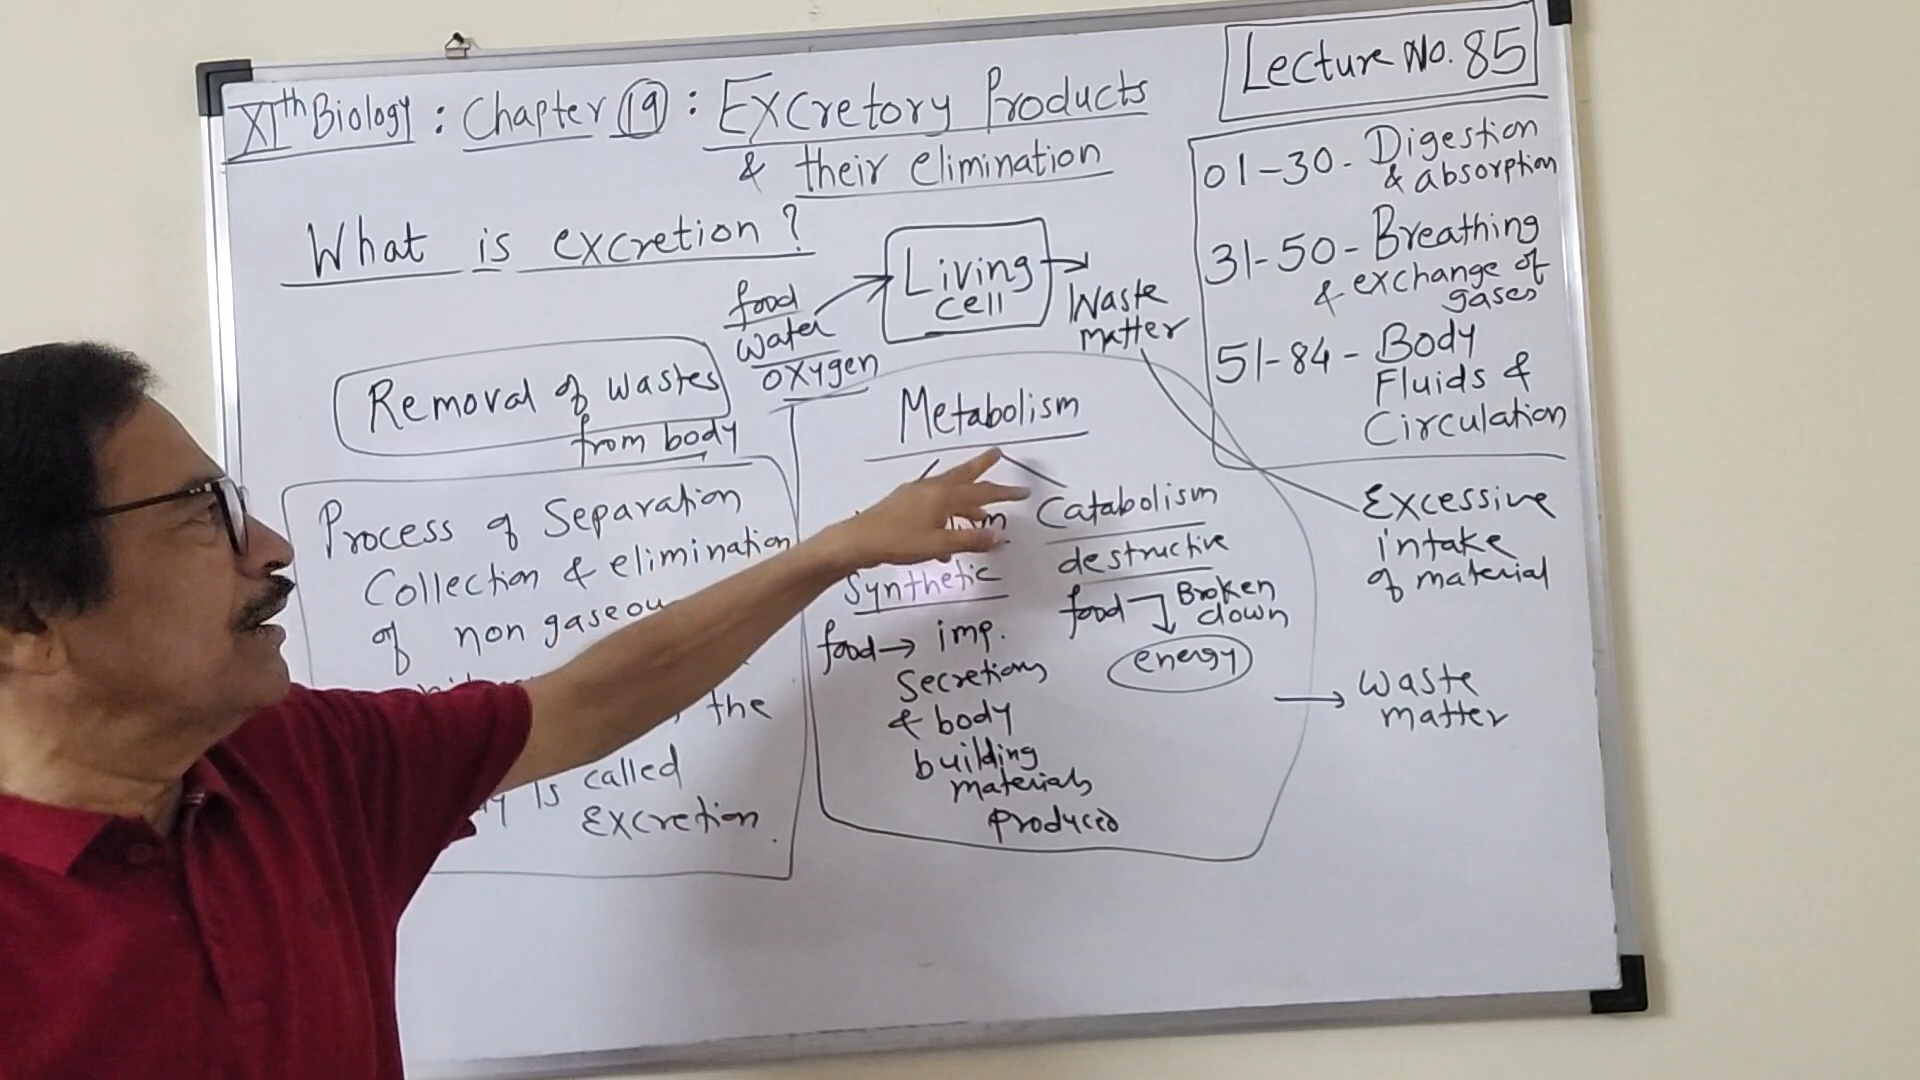 XIth Biology : Chapter 19 : Excretory Products
& their elimination
Lecture No. 85
01-30 - Digestion
& absorption
31-50 - Breathing
& exchange of
gases
51-84 - Body
Fluids &
Circulation
What is excretion?
food
water
oxygen
Living
cell
Waste
matter
Removal of wastes
from body
Process of Separation
Collection & elimination
of non gaseou
the
is called
Excretion.
Metabolism
Synthetic
food → imp.
Secretions
& body
building
materials
produced
Catabolism
destructive
food Broken
down
energy
Excessive
intake
of material
→ waste
matter